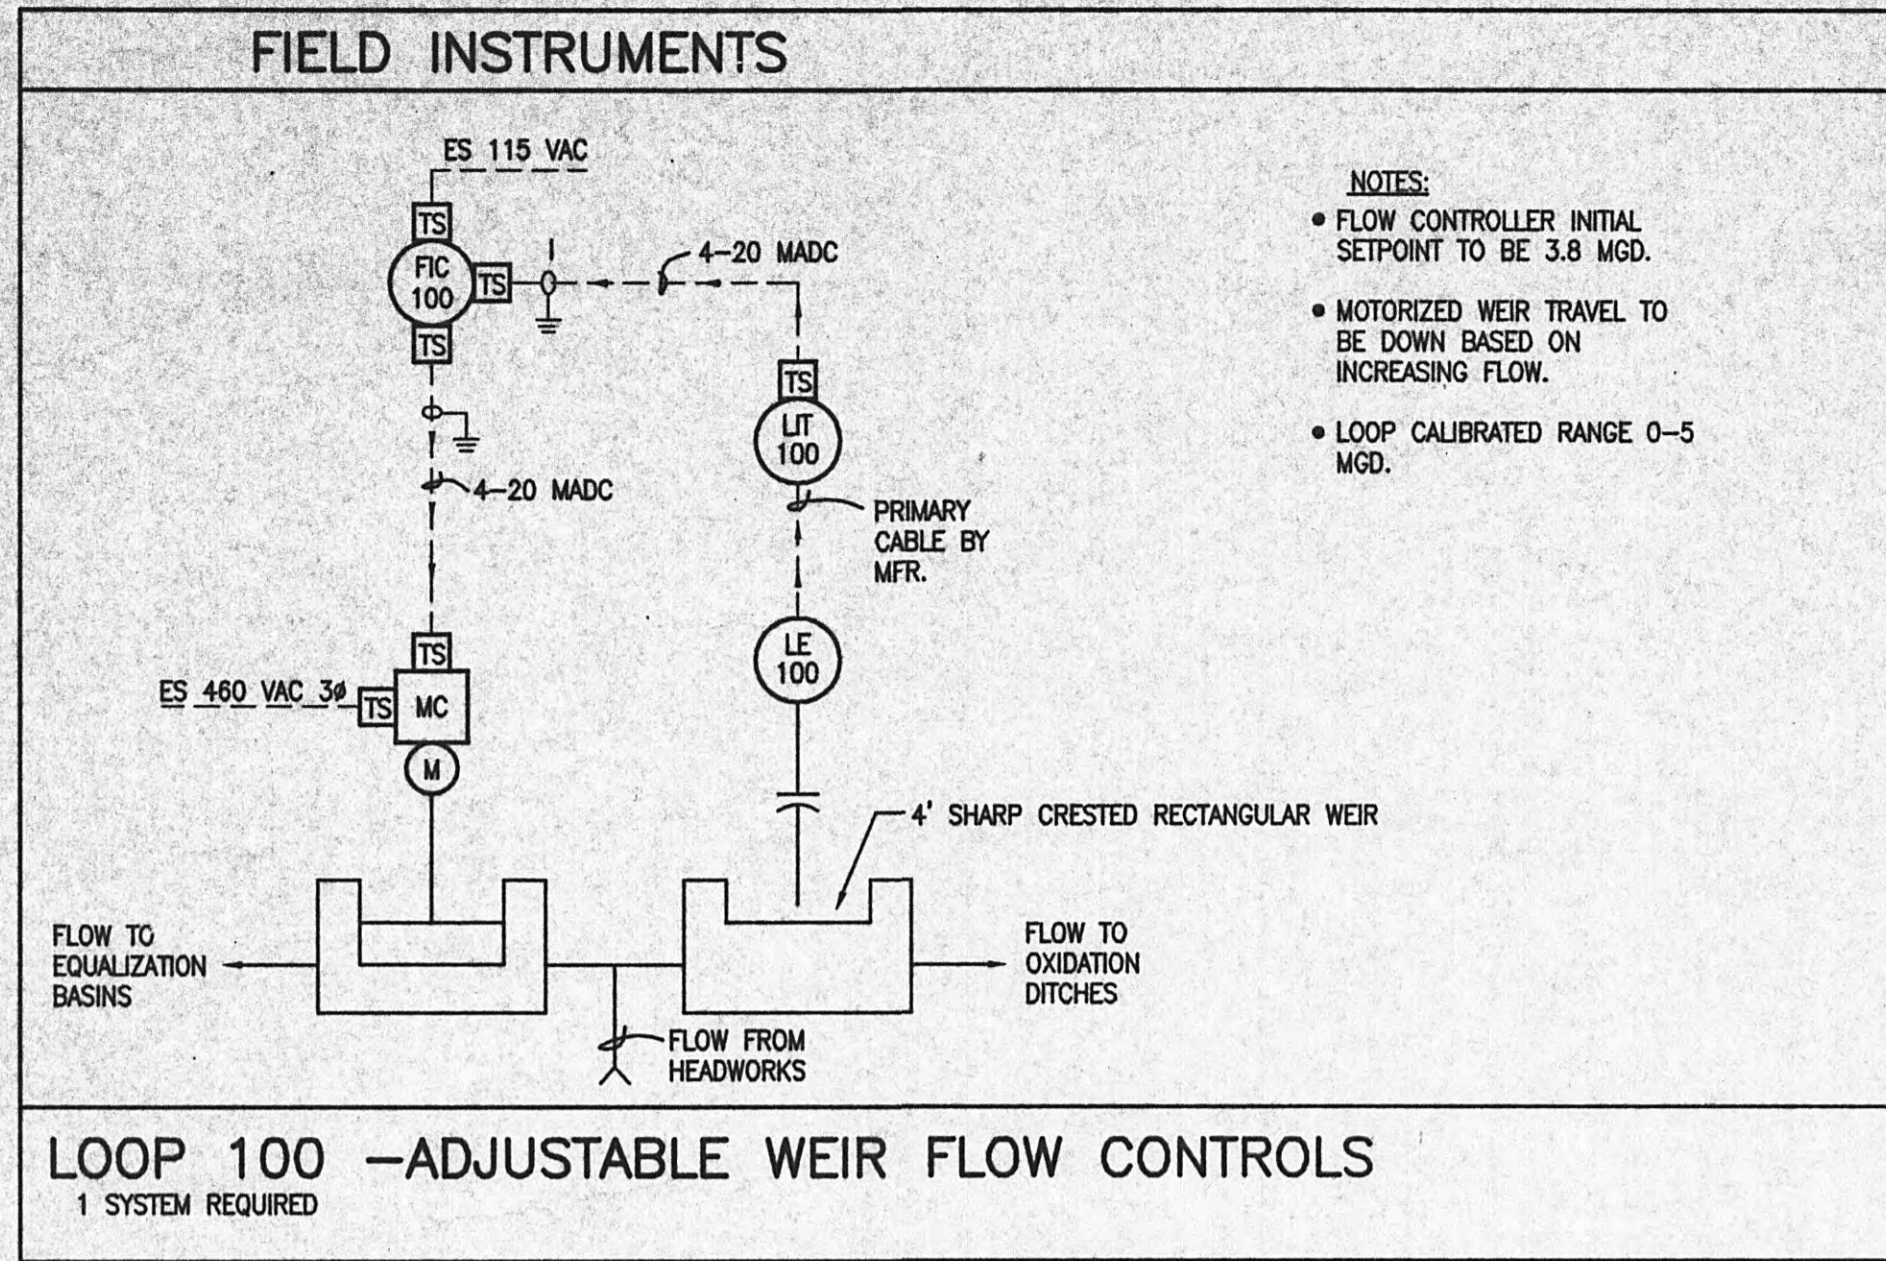 FIELD INSTRUMENTS
ES 115 VAC
TS
FIC
100
TS
I
4-20 MADC
TS
4-20 MADC
TS
LIT
100
PRIMARY
CABLE BY
MFR.
LE
100
TS
ES 460 VAC 3ø
TS
MC
M
4' SHARP CRESTED RECTANGULAR WEIR
FLOW TO
EQUALIZATION
BASINS
FLOW FROM
HEADWORKS
FLOW TO
OXIDATION
DITCHES
NOTES:
• FLOW CONTROLLER INITIAL
SETPOINT TO BE 3.8 MGD.
• MOTORIZED WEIR TRAVEL TO
BE DOWN BASED ON
INCREASING FLOW.
• LOOP CALIBRATED RANGE 0-5
MGD.
LOOP 100 -ADJUSTABLE WEIR FLOW CONTROLS
1 SYSTEM REQUIRED